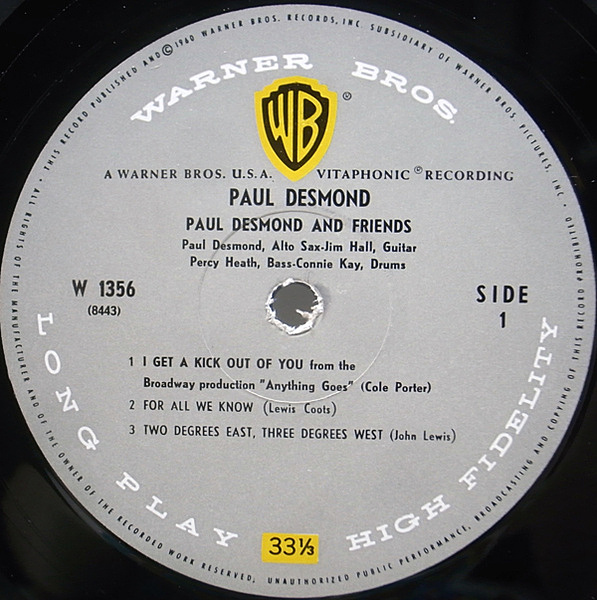 THIS RECORD PUBLISHED AND ©1960 WARNER BROS. RECORDS, INC. SUBSIDIARY OF WARNER BROS. PICTURES, INC.
WARNER BROS.
WB ®
A WARNER BROS. U.S.A. VITAPHONIC ® RECORDING
PAUL DESMOND
PAUL DESMOND AND FRIENDS
Paul Desmond, Alto Sax-Jim Hall, Guitar
Percy Heath, Bass-Connie Kay, Drums
W 1356
(8443)
SIDE
1
1 I GET A KICK OUT OF YOU from the
Broadway production "Anything Goes" (Cole Porter)
2 FOR ALL WE KNOW (Lewis Coots)
3 TWO DEGREES EAST, THREE DEGREES WEST (John Lewis)
LONG PLAY
33⅓
HIGH FIDELITY
• ALL RIGHTS OF THE MANUFACTURER AND OF THE OWNER OF THE RECORDED WORK RESERVED; UNAUTHORIZED PUBLIC PERFORMANCE, BROADCASTING AND COPYING OF THIS RECORD PROHIBITED •